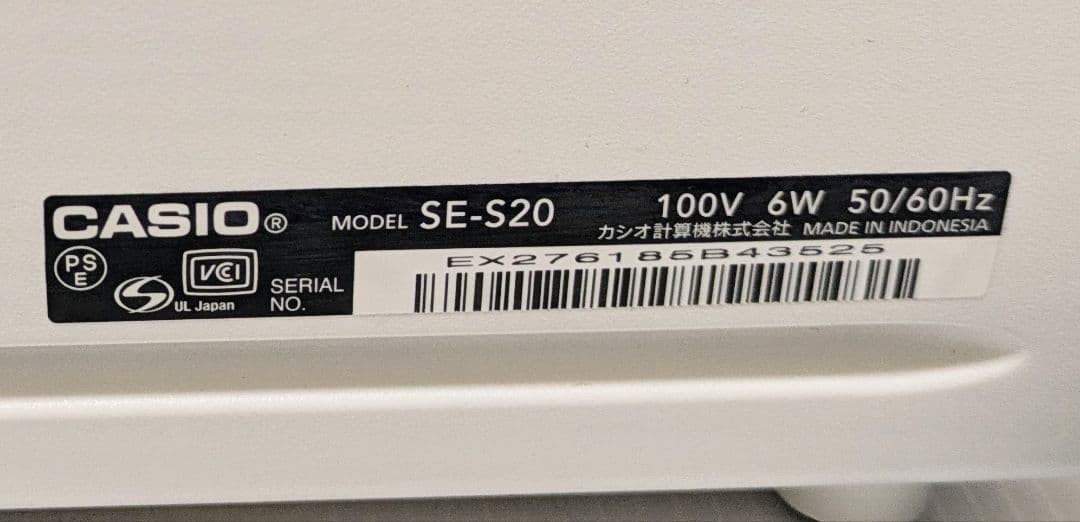 CASIO® MODEL SE-S20 100V 6W 50/60Hz
カシオ計算機株式会社 MADE IN INDONESIA
PS
E
VCI
UL Japan
SERIAL
NO.
EX276185B43525